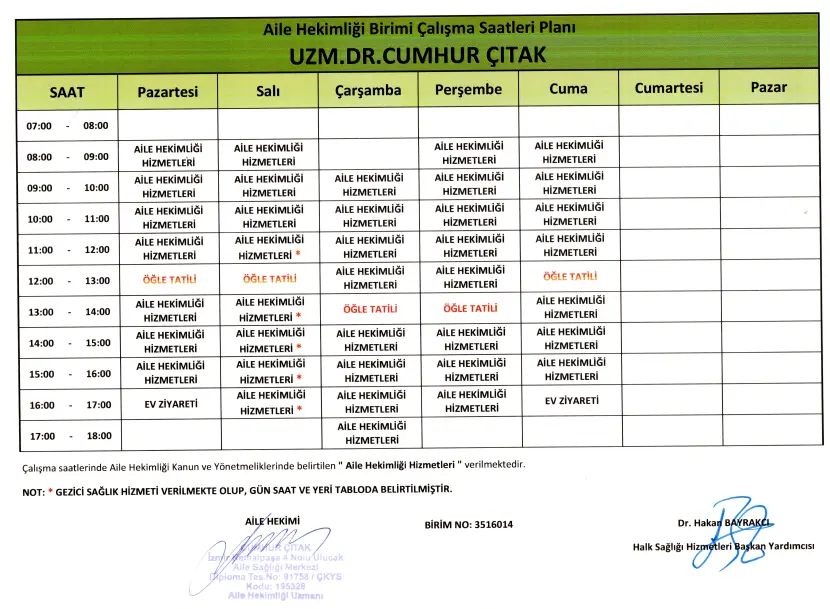 Aile Hekimliği Birimi Çalışma Saatleri Planı
UZM.DR.CUMHUR ÇITAK
SAAT Pazartesi Salı Çarşamba Perşembe Cuma Cumartesi Pazar
07:00 - 08:00
08:00 - 09:00 AİLE HEKİMLİĞİ HİZMETLERİ AİLE HEKİMLİĞİ HİZMETLERİ AİLE HEKİMLİĞİ HİZMETLERİ AİLE HEKİMLİĞİ HİZMETLERİ
09:00 - 10:00 AİLE HEKİMLİĞİ HİZMETLERİ AİLE HEKİMLİĞİ HİZMETLERİ AİLE HEKİMLİĞİ HİZMETLERİ AİLE HEKİMLİĞİ HİZMETLERİ AİLE HEKİMLİĞİ HİZMETLERİ
10:00 - 11:00 AİLE HEKİMLİĞİ HİZMETLERİ AİLE HEKİMLİĞİ HİZMETLERİ AİLE HEKİMLİĞİ HİZMETLERİ AİLE HEKİMLİĞİ HİZMETLERİ AİLE HEKİMLİĞİ HİZMETLERİ
11:00 - 12:00 AİLE HEKİMLİĞİ HİZMETLERİ AİLE HEKİMLİĞİ HİZMETLERİ * AİLE HEKİMLİĞİ HİZMETLERİ AİLE HEKİMLİĞİ HİZMETLERİ AİLE HEKİMLİĞİ HİZMETLERİ
12:00 - 13:00 ÖĞLE TATİLİ ÖĞLE TATİLİ AİLE HEKİMLİĞİ HİZMETLERİ AİLE HEKİMLİĞİ HİZMETLERİ ÖĞLE TATİLİ
13:00 - 14:00 AİLE HEKİMLİĞİ HİZMETLERİ AİLE HEKİMLİĞİ HİZMETLERİ * ÖĞLE TATİLİ ÖĞLE TATİLİ AİLE HEKİMLİĞİ HİZMETLERİ
14:00 - 15:00 AİLE HEKİMLİĞİ HİZMETLERİ AİLE HEKİMLİĞİ HİZMETLERİ * AİLE HEKİMLİĞİ HİZMETLERİ AİLE HEKİMLİĞİ HİZMETLERİ AİLE HEKİMLİĞİ HİZMETLERİ
15:00 - 16:00 AİLE HEKİMLİĞİ HİZMETLERİ AİLE HEKİMLİĞİ HİZMETLERİ * AİLE HEKİMLİĞİ HİZMETLERİ AİLE HEKİMLİĞİ HİZMETLERİ AİLE HEKİMLİĞİ HİZMETLERİ
16:00 - 17:00 EV ZİYARETİ AİLE HEKİMLİĞİ HİZMETLERİ * AİLE HEKİMLİĞİ HİZMETLERİ AİLE HEKİMLİĞİ HİZMETLERİ EV ZİYARETİ
17:00 - 18:00 AİLE HEKİMLİĞİ HİZMETLERİ
Çalışma saatlerinde Aile Hekimliği Kanun ve Yönetmeliklerinde belirtilen " Aile Hekimliği Hizmetleri " verilmektedir.
NOT: * GEZİCİ SAĞLIK HİZMETİ VERİLMEKTE OLUP, GÜN SAAT VE YERİ TABLODA BELİRTİLMİŞTİR.
AİLE HEKİMİ
BİRİM NO: 3516014
Dr. Hakan BAYRAKCI
Halk Sağlığı Hizmetleri Başkan Yardımcısı
CUMHUR ÇITAK
4 Nolu Ulucak
Aile Sağlığı Merkezi
Diploma Tes.No: 91758 / ÇKYS
Kodu: 195328
Aile Hekimliği Uzmanı